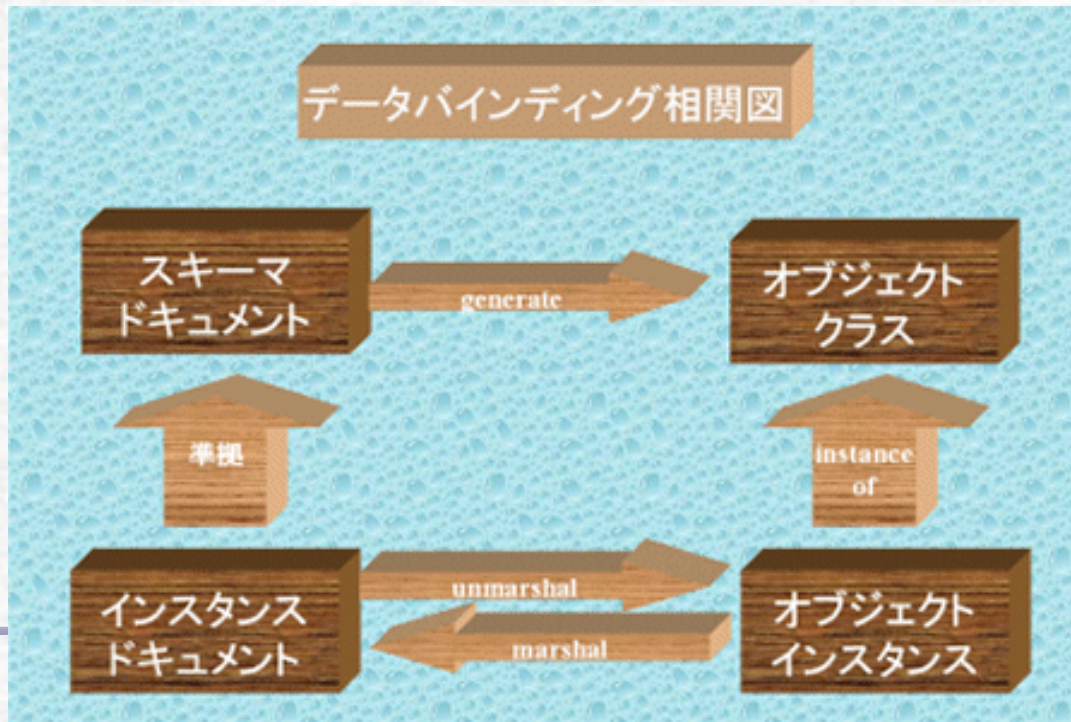 データバインディング相関図
スキーマ
ドキュメント
generate
オブジェクト
クラス
準拠
instance
of
インスタンス
ドキュメント
unmarshal
marshal
オブジェクト
インスタンス